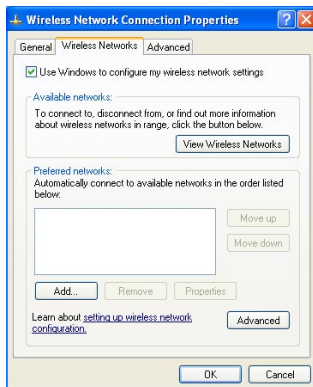 Wireless Network Connection Properties
General Wireless Networks Advanced
Use Windows to configure my wireless network settings
Available networks:
To connect to, disconnect from, or find out more information
about wireless networks in range, click the button below.
View Wireless Networks
Preferred networks:
Automatically connect to available networks in the order listed
below:
Move up
Move down
Add... Remove Properties
Learn about setting up wireless network
configuration.
Advanced
OK Cancel